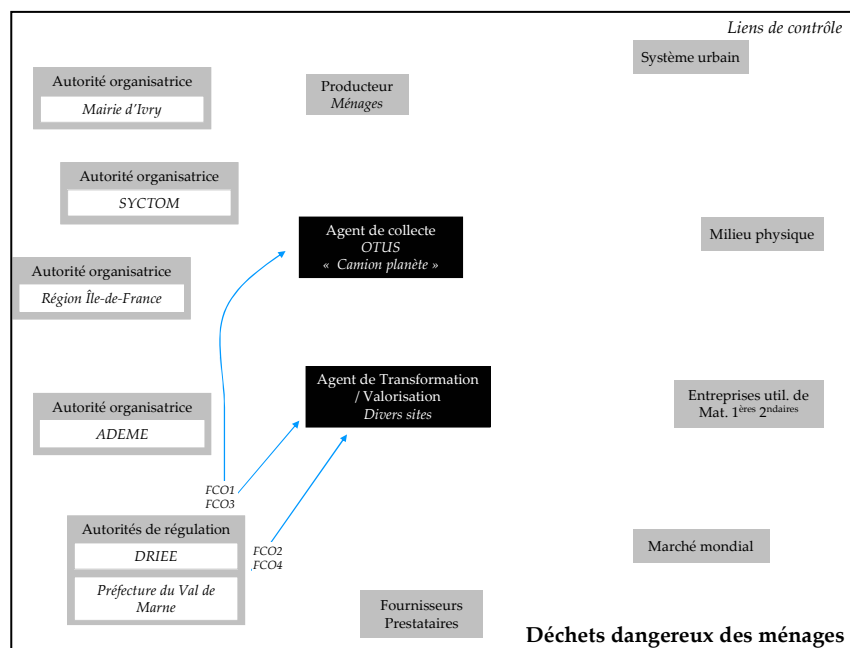 Liens de contrôle
Système urbain
Autorité organisatrice
Mairie d'Ivry
Producteur
Ménages
Autorité organisatrice
SYCTOM
Agent de collecte
OTUS
« Camion planète »
Milieu physique
Autorité organisatrice
Région Île-de-France
Agent de Transformation
/ Valorisation
Divers sites
Entreprises util. de
Mat. 1ères 2ndaires
Autorité organisatrice
ADEME
FCO1
FCO3
Autorités de régulation
DRIEE
Préfecture du Val de
Marne
FCO2
FCO4
Marché mondial
Fournisseurs
Prestataires
Déchets dangereux des ménages